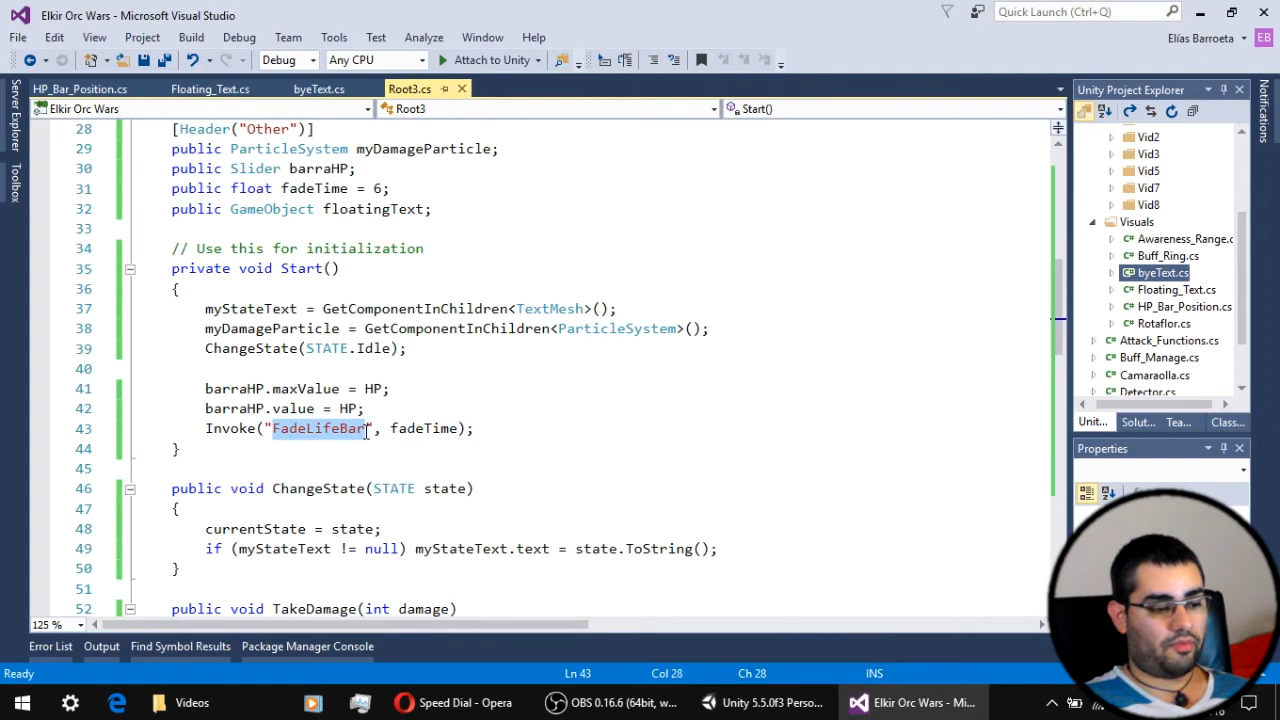 Elkir Orc Wars - Microsoft Visual Studio
Quick Launch (Ctrl+Q)
File Edit View Project Build Debug Team Tools Test Analyze Window Help
Elías Barroeta EB
Debug Any CPU Attach to Unity
HP_Bar_Position.cs Floating_Text.cs byeText.cs Root3.cs
Elkir Orc Wars Root3 Start()
Server Explorer
Toolbox
28 [Header("Other")]
29 public ParticleSystem myDamageParticle;
30 public Slider barraHP;
31 public float fadeTime = 6;
32 public GameObject floatingText;
33
34 // Use this for initialization
35 private void Start()
36 {
37 myStateText = GetComponentInChildren<TextMesh>();
38 myDamageParticle = GetComponentInChildren<ParticleSystem>();
39 ChangeState(STATE.Idle);
40
41 barraHP.maxValue = HP;
42 barraHP.value = HP;
43 Invoke("FadeLifeBar", fadeTime);
44 }
45
46 public void ChangeState(STATE state)
47 {
48 currentState = state;
49 if (myStateText != null) myStateText.text = state.ToString();
50 }
51
52 public void TakeDamage(int damage)
125 %
Unity Project Explorer
Vid2
Vid3
Vid5
Vid7
Vid8
Visuals
C# Awareness_Range.c
C# Buff_Ring.cs
C# byeText.cs
C# Floating_Text.cs
C# HP_Bar_Position.cs
C# Rotaflor.cs
C# Attack_Functions.cs
C# Buff_Manage.cs
C# Camaraolla.cs
C# Detector.cs
Unit... Solut... Tea... Class...
Properties
Notifications
Error List Output Find Symbol Results Package Manager Console
Ready Ln 43 Col 28 Ch 28 INS
Videos Speed Dial - Opera OBS 0.16.6 (64bit, w... Unity 5.5.0f3 Perso... Elkir Orc Wars - Mi...